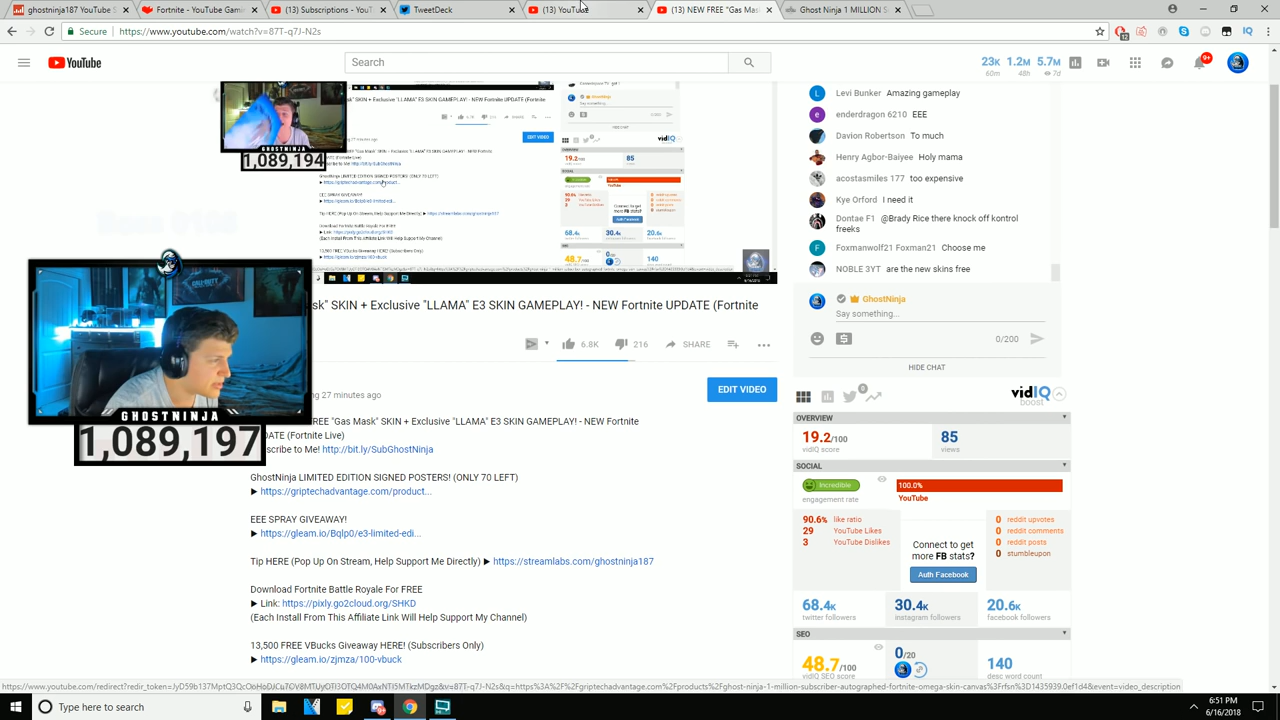 ghostninja187 YouTube S
Fortnite - YouTube Gami
(13) Subscriptions - YouT
TweetDeck
(13) YouTube
(13) NEW FREE "Gas Mask"
Ghost Ninja 1 MILLION S
Secure
https://www.youtube.com/watch?v=87T-q7J-N2s
YouTube
Search
23K 1.2M 5.7M
60m 48h 7d
9+
1,089,194
GHOSTNINJA
1,089,197
SKIN + Exclusive "LLAMA" E3 SKIN GAMEPLAY! - NEW Fortnite UPDATE (Fortnite
6.8K
216
SHARE
27 minutes ago
EDIT VIDEO
FREE "Gas Mask" SKIN + Exclusive "LLAMA" E3 SKIN GAMEPLAY! - NEW Fortnite
DATE (Fortnite Live)
scribe to Me! http://bit.ly/SubGhostNinja
GhostNinja LIMITED EDITION SIGNED POSTERS! (ONLY 70 LEFT)
► https://griptechadvantage.com/product...
EEE SPRAY GIVEAWAY!
► https://gleam.io/BqIp0/e3-limited-edi...
Tip HERE (Pop Up On Stream, Help Support Me Directly) ► https://streamlabs.com/ghostninja187
Download Fortnite Battle Royale For FREE
► Link: https://pixly.go2cloud.org/SHKD
(Each Install From This Affiliate Link Will Help Support My Channel)
13,500 FREE VBucks Giveaway HERE! (Subscribers Only)
► https://gleam.io/zjmza/100-vbuck
Levi Bunker Amazing gameplay
enderdragon 6210 EEE
Davion Robertson To much
Henry Agbor-Baiyee Holy mama
acostasmiles 177 too expensive
Kye Orford I need it
Dontae F1 @Brady Rice there knock off kontrol
freeks
Foxmanwolf21 Foxman21 Choose me
NOBLE 3YT are the new skins free
GhostNinja
Say something...
0/200
HIDE CHAT
0
vidIQ
boost
OVERVIEW
19.2/100
vidIQ score
85
views
SOCIAL
Incredible
engagement rate
100.0%
YouTube
90.6% like ratio
29 YouTube Likes
3 YouTube Dislikes
Connect to get
more FB stats?
Auth Facebook
0 reddit upvotes
0 reddit comments
0 reddit posts
0 stumbleupon
68.4K
twitter followers
30.4K
instagram followers
20.6K
facebook followers
SEO
48.7/100
vidIQ SEO score
0/20
140
desc word count
Type here to search
6:51 PM
6/16/2018